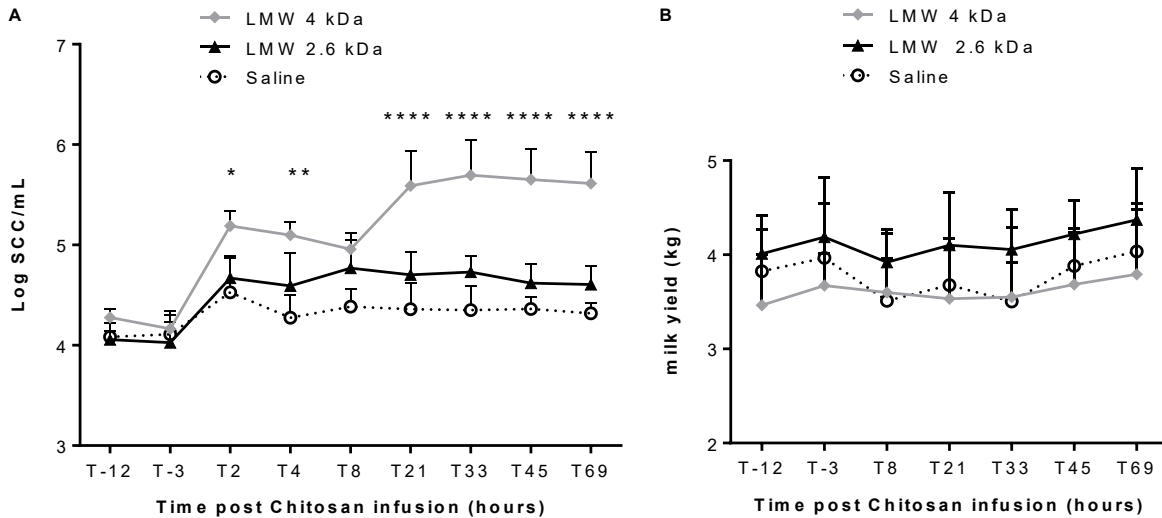 A
LMW 4 kDa
LMW 2.6 kDa
Saline
Log SCC/mL
7
6
5
4
3
* ** **** **** **** ****
T-12 T-3 T2 T4 T8 T21 T33 T45 T69
Time post Chitosan infusion (hours)
B
LMW 4 kDa
LMW 2.6 kDa
Saline
milk yield (kg)
5
4
3
2
T-12 T-3 T8 T21 T33 T45 T69
Time post Chitosan infusion (hours)